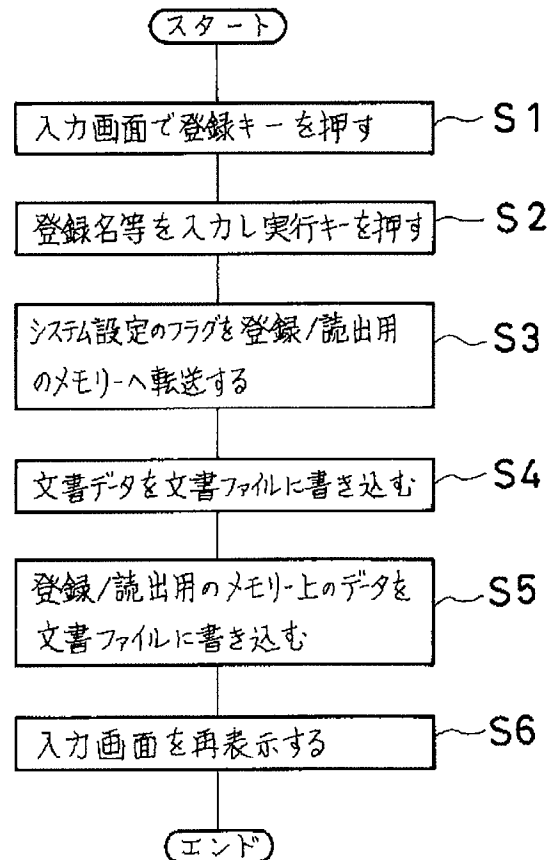 スタート
入力画面で登録キーを押す
S1
登録名等を入力し実行キーを押す
S2
システム設定のフラグを登録/読出用
のメモリーへ転送する
S3
文書データを文書ファイルに書き込む
S4
登録/読出用のメモリー上のデータを
文書ファイルに書き込む
S5
入力画面を再表示する
S6
エンド